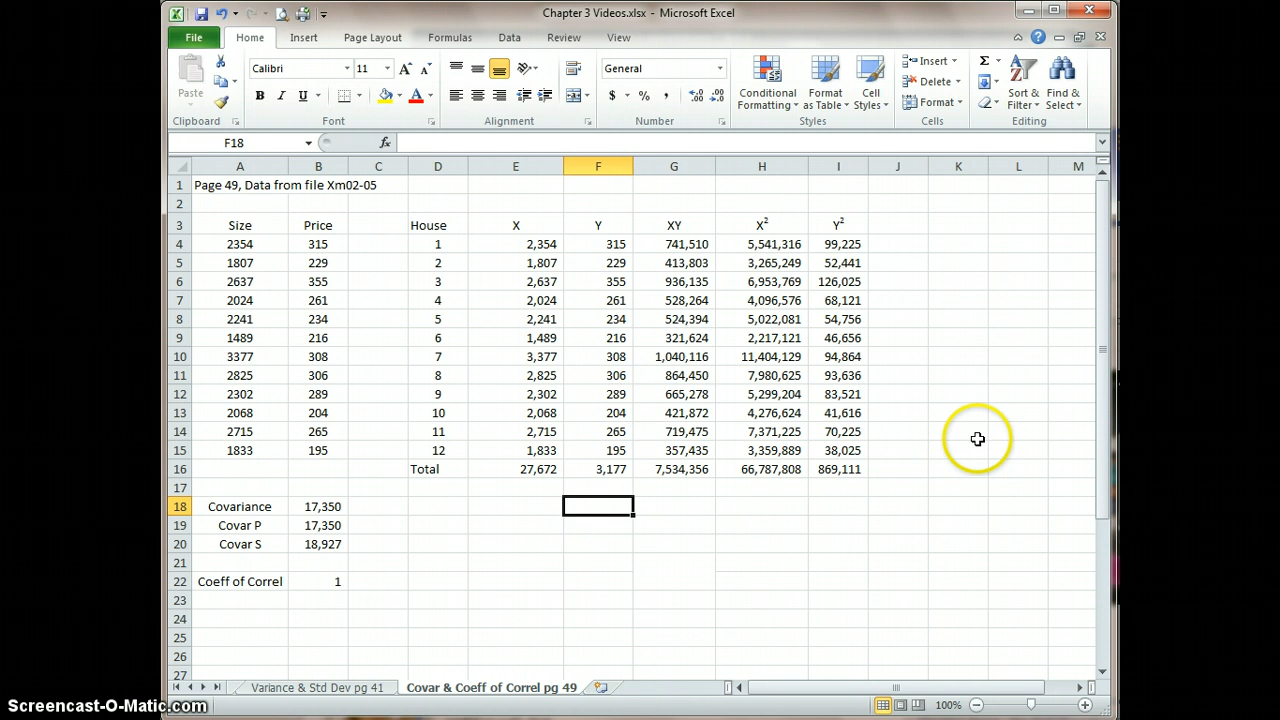 Chapter 3 Videos.xlsx - Microsoft Excel
File Home Insert Page Layout Formulas Data Review View
Paste
Calibri 11
General
Conditional Formatting
Format as Table
Cell Styles
Insert
Delete
Format
Sort & Filter
Find & Select
Clipboard Font Alignment Number Styles Cells Editing
F18 fx
A B C D E F G H I J K L M
1 Page 49, Data from file Xm02-05
2
3 Size Price House X Y XY X² Y²
4 2354 315 1 2,354 315 741,510 5,541,316 99,225
5 1807 229 2 1,807 229 413,803 3,265,249 52,441
6 2637 355 3 2,637 355 936,135 6,953,769 126,025
7 2024 261 4 2,024 261 528,264 4,096,576 68,121
8 2241 234 5 2,241 234 524,394 5,022,081 54,756
9 1489 216 6 1,489 216 321,624 2,217,121 46,656
10 3377 308 7 3,377 308 1,040,116 11,404,129 94,864
11 2825 306 8 2,825 306 864,450 7,980,625 93,636
12 2302 289 9 2,302 289 665,278 5,299,204 83,521
13 2068 204 10 2,068 204 421,872 4,276,624 41,616
14 2715 265 11 2,715 265 719,475 7,371,225 70,225
15 1833 195 12 1,833 195 357,435 3,359,889 38,025
16 Total 27,672 3,177 7,534,356 66,787,808 869,111
17
18 Covariance 17,350
19 Covar P 17,350
20 Covar S 18,927
21
22 Coeff of Correl 1
23
24
25
26
27
Variance & Std Dev pg 41 Covar & Coeff of Correl pg 49
100%
Screencast-O-Matic.com